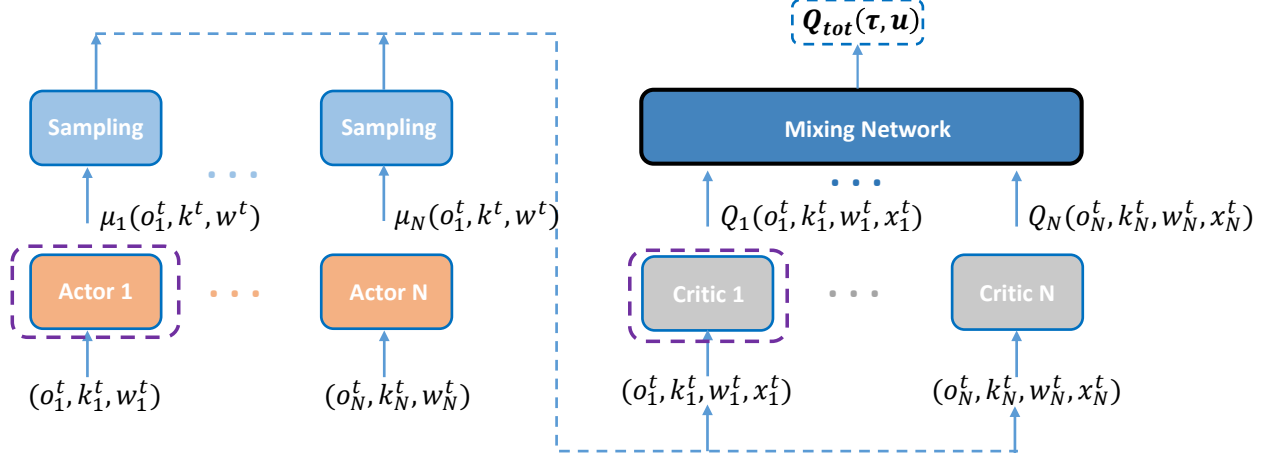 Q_tot(τ, u)
Sampling
Sampling
Mixing Network
. . .
. . .
μ_1(o_1^t, k^t, w^t)
μ_N(o_1^t, k^t, w^t)
Q_1(o_1^t, k_1^t, w_1^t, x_1^t)
Q_N(o_N^t, k_N^t, w_N^t, x_N^t)
Actor 1
. . .
Actor N
Critic 1
. . .
Critic N
(o_1^t, k_1^t, w_1^t)
(o_N^t, k_N^t, w_N^t)
(o_1^t, k_1^t, w_1^t, x_1^t)
(o_N^t, k_N^t, w_N^t, x_N^t)